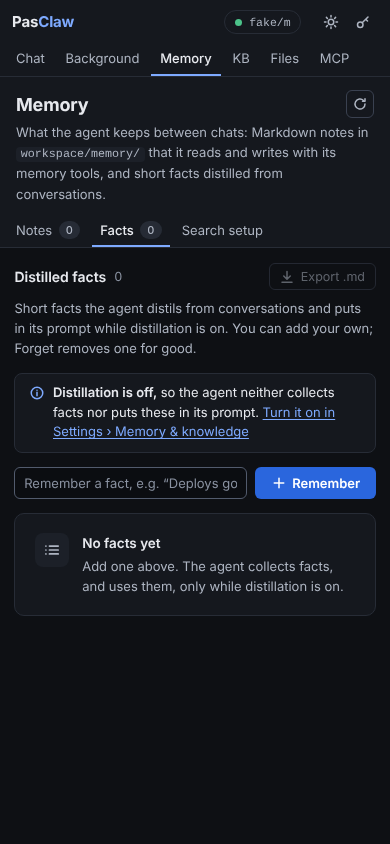 PasClaw
fake/m
Chat Background Memory KB Files MCP
Memory
What the agent keeps between chats: Markdown notes in
workspace/memory/ that it reads and writes with its
memory tools, and short facts distilled from
conversations.
Notes 0 Facts 0 Search setup
Distilled facts 0
Export .md
Short facts the agent distils from conversations and puts
in its prompt while distillation is on. You can add your own;
Forget removes one for good.
Distillation is off, so the agent neither collects
facts nor puts these in its prompt. Turn it on in
Settings › Memory & knowledge
Remember a fact, e.g. “Deploys go
Remember
No facts yet
Add one above. The agent collects facts,
and uses them, only while distillation is on.